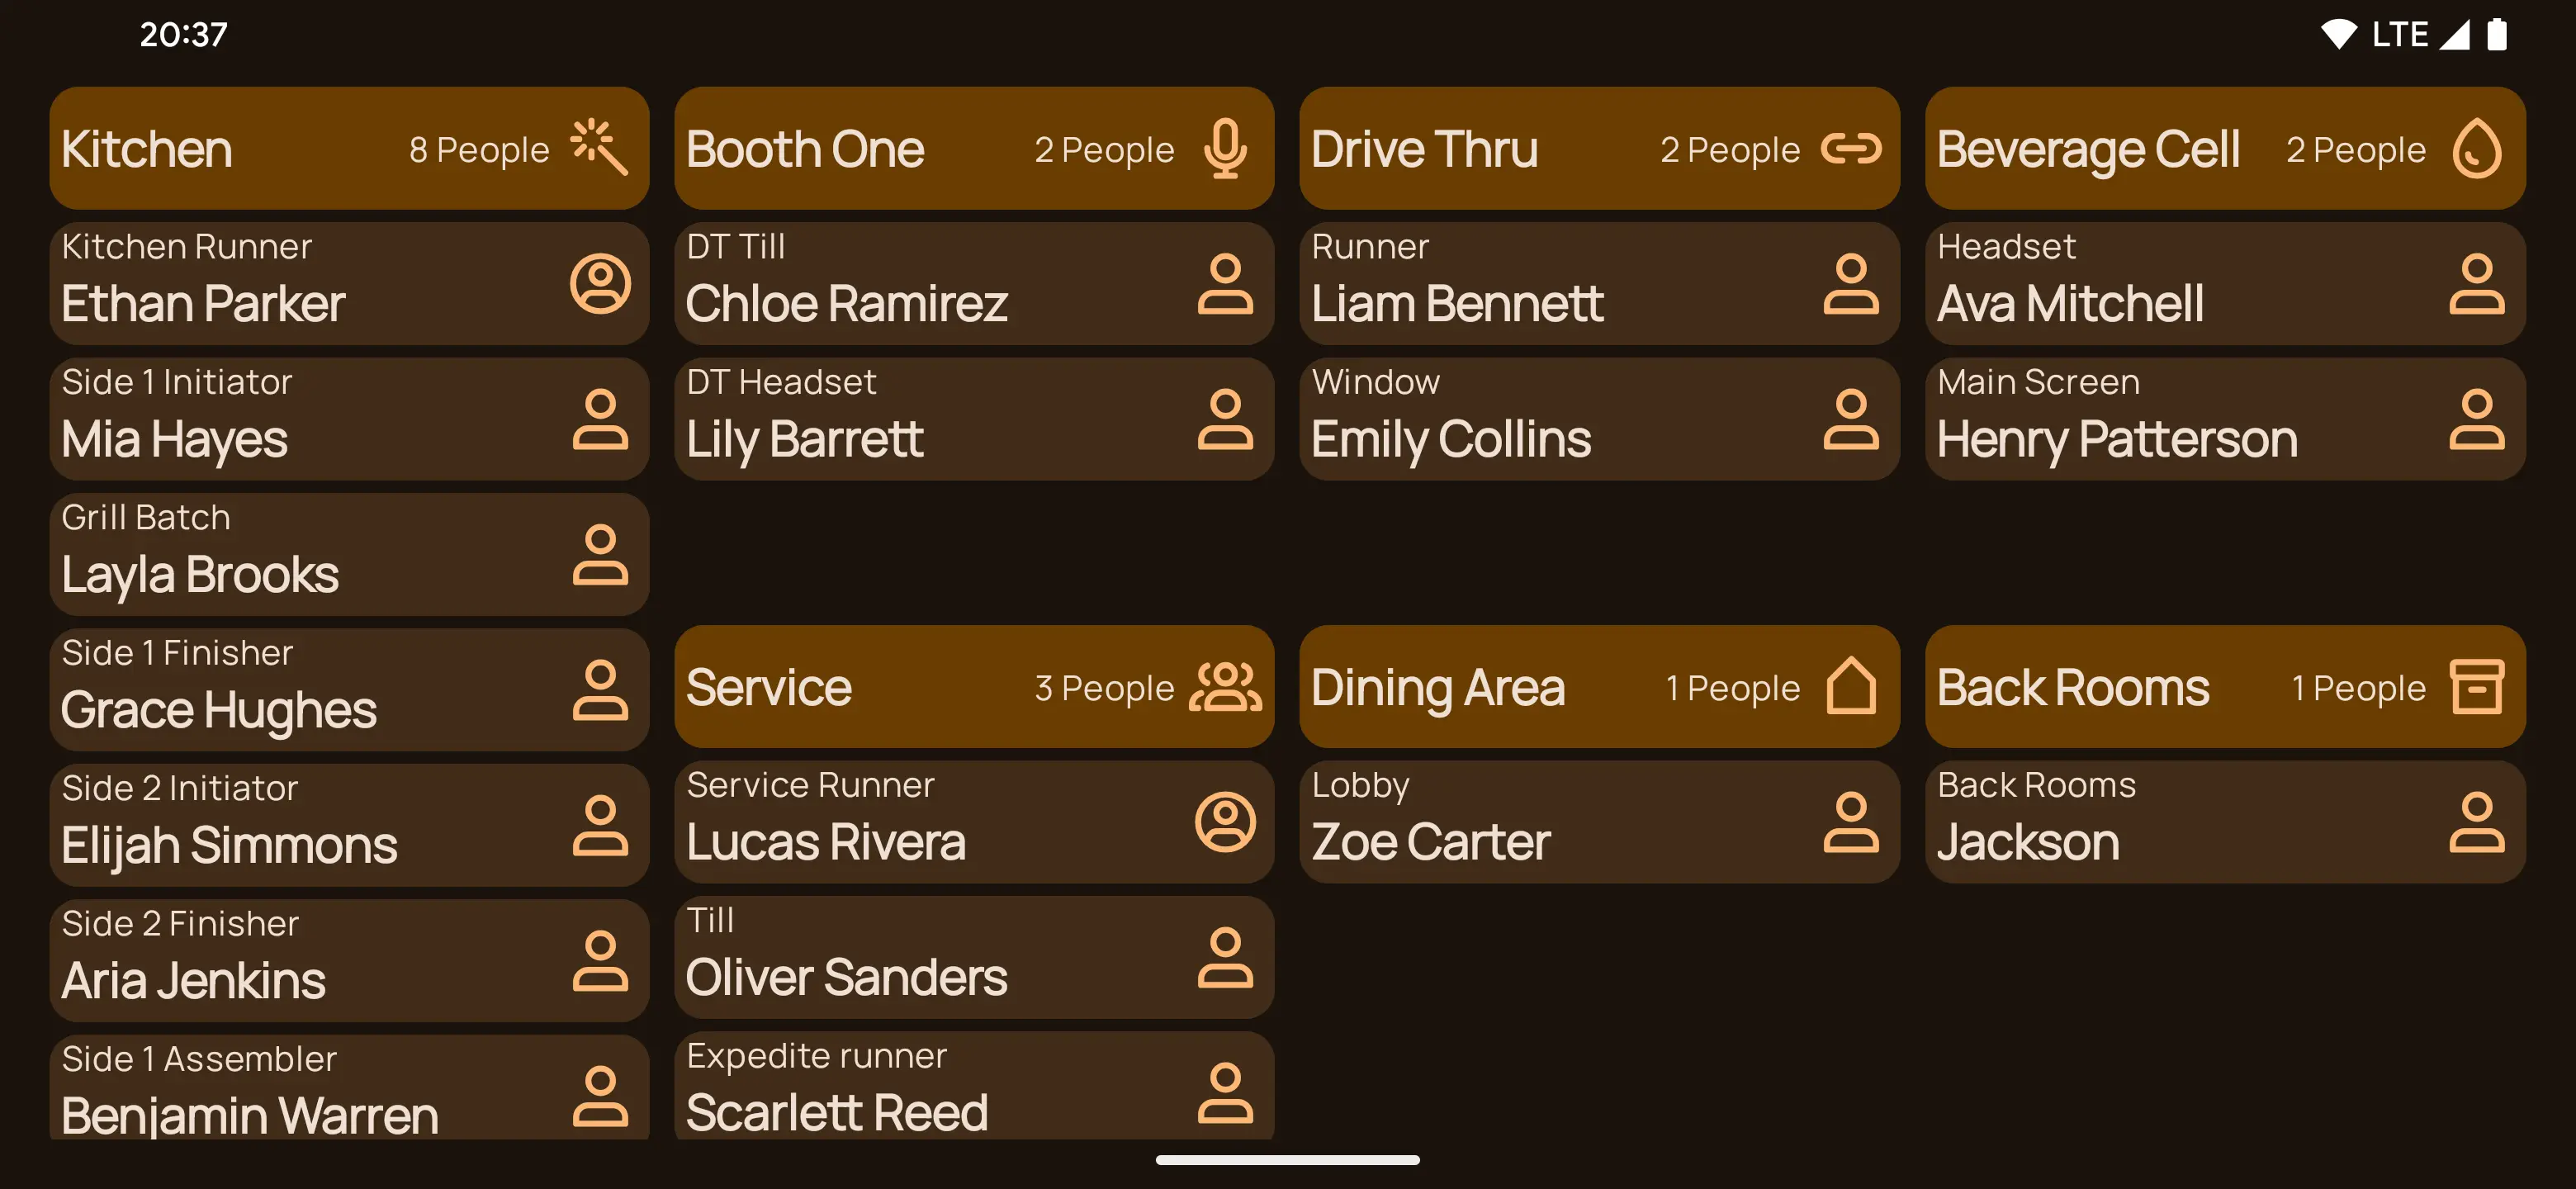 20:37
LTE
Kitchen
8 People
Kitchen Runner
Ethan Parker
Side 1 Initiator
Mia Hayes
Grill Batch
Layla Brooks
Side 1 Finisher
Grace Hughes
Side 2 Initiator
Elijah Simmons
Side 2 Finisher
Aria Jenkins
Side 1 Assembler
Benjamin Warren
Booth One
2 People
DT Till
Chloe Ramirez
DT Headset
Lily Barrett
Drive Thru
2 People
Runner
Liam Bennett
Window
Emily Collins
Beverage Cell
2 People
Headset
Ava Mitchell
Main Screen
Henry Patterson
Service
3 People
Service Runner
Lucas Rivera
Till
Oliver Sanders
Expedite runner
Scarlett Reed
Dining Area
1 People
Lobby
Zoe Carter
Back Rooms
1 People
Back Rooms
Jackson